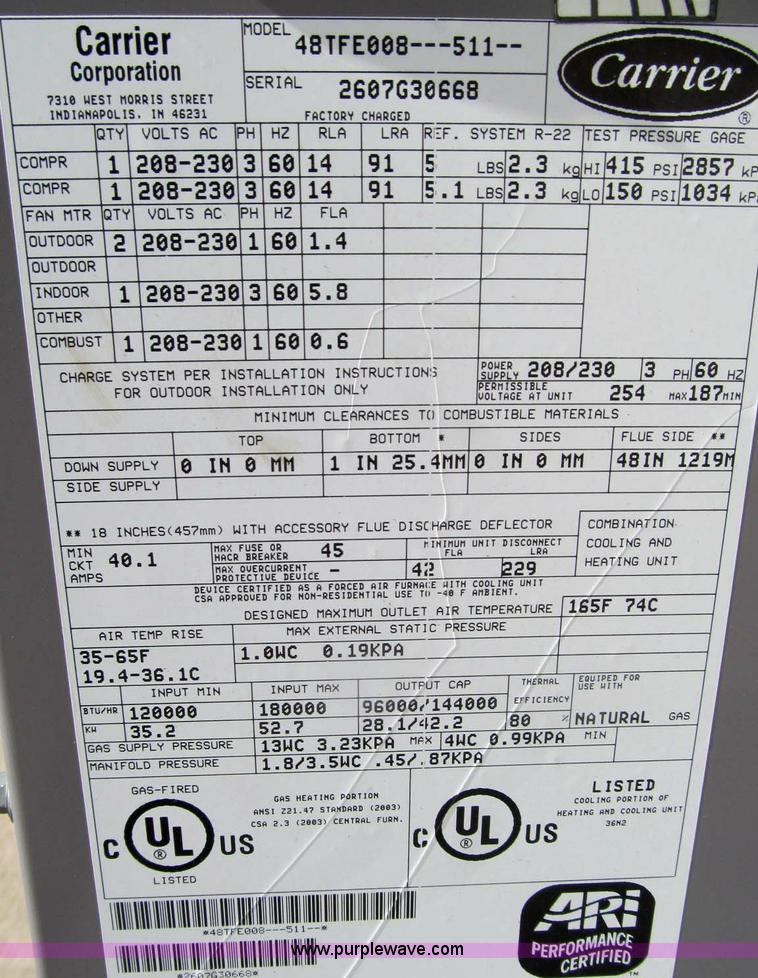 Carrier
Corporation
7310 WEST MORRIS STREET
INDIANAPOLIS, IN 46231
MODEL 48TFE008---511--
SERIAL 2607G30668
FACTORY CHARGED
Carrier
®
QTY VOLTS AC PH HZ RLA LRA REF. SYSTEM R-22 TEST PRESSURE GAGE
COMPR 1 208-230 3 60 14 91 5 LBS 2.3 kg HI 415 PSI 2857 kP
COMPR 1 208-230 3 60 14 91 5.1 LBS 2.3 kg LO 150 PSI 1034 kP
FAN MTR QTY VOLTS AC PH HZ FLA
OUTDOOR 2 208-230 1 60 1.4
OUTDOOR
INDOOR 1 208-230 3 60 5.8
OTHER
COMBUST 1 208-230 1 60 0.6
CHARGE SYSTEM PER INSTALLATION INSTRUCTIONS
FOR OUTDOOR INSTALLATION ONLY
POWER SUPPLY 208/230 3 PH 60 HZ
PERMISSIBLE VOLTAGE AT UNIT 254 MAX 187 MIN
MINIMUM CLEARANCES TO COMBUSTIBLE MATERIALS
TOP BOTTOM * SIDES FLUE SIDE **
DOWN SUPPLY 0 IN 0 MM 1 IN 25.4MM 0 IN 0 MM 48IN 1219M
SIDE SUPPLY
** 18 INCHES(457mm) WITH ACCESSORY FLUE DISCHARGE DEFLECTOR
COMBINATION
COOLING AND
HEATING UNIT
MIN CKT AMPS 40.1
MAX FUSE OR HACR BREAKER 45
MAX OVERCURRENT PROTECTIVE DEVICE -
MINIMUM UNIT DISCONNECT
FLA LRA
42 229
DEVICE CERTIFIED AS A FORCED AIR FURNACE WITH COOLING UNIT
CSA APPROVED FOR NON-RESIDENTIAL USE TO -40 F AMBIENT.
DESIGNED MAXIMUM OUTLET AIR TEMPERATURE 165F 74C
AIR TEMP RISE MAX EXTERNAL STATIC PRESSURE
35-65F 1.0WC 0.19KPA
19.4-36.1C
INPUT MIN INPUT MAX OUTPUT CAP THERMAL EFFICIENCY EQUIPED FOR USE WITH
BTU/HR 120000 180000 96000/144000
KW 35.2 52.7 28.1/42.2 80 % NATURAL GAS
GAS SUPPLY PRESSURE 13WC 3.23KPA MAX 4WC 0.99KPA MIN
MANIFOLD PRESSURE 1.8/3.5WC .45/.87KPA
GAS-FIRED
C UL ® US
LISTED
GAS HEATING PORTION
ANSI Z21.47 STANDARD (2003)
CSA 2.3 (2003) CENTRAL FURN.
C UL ® US
LISTED
COOLING PORTION OF
HEATING AND COOLING UNIT
36N2
*48TFE008---511--*
*2607G30668*
ARI
PERFORMANCE
CERTIFIED
™
www.purplewave.com